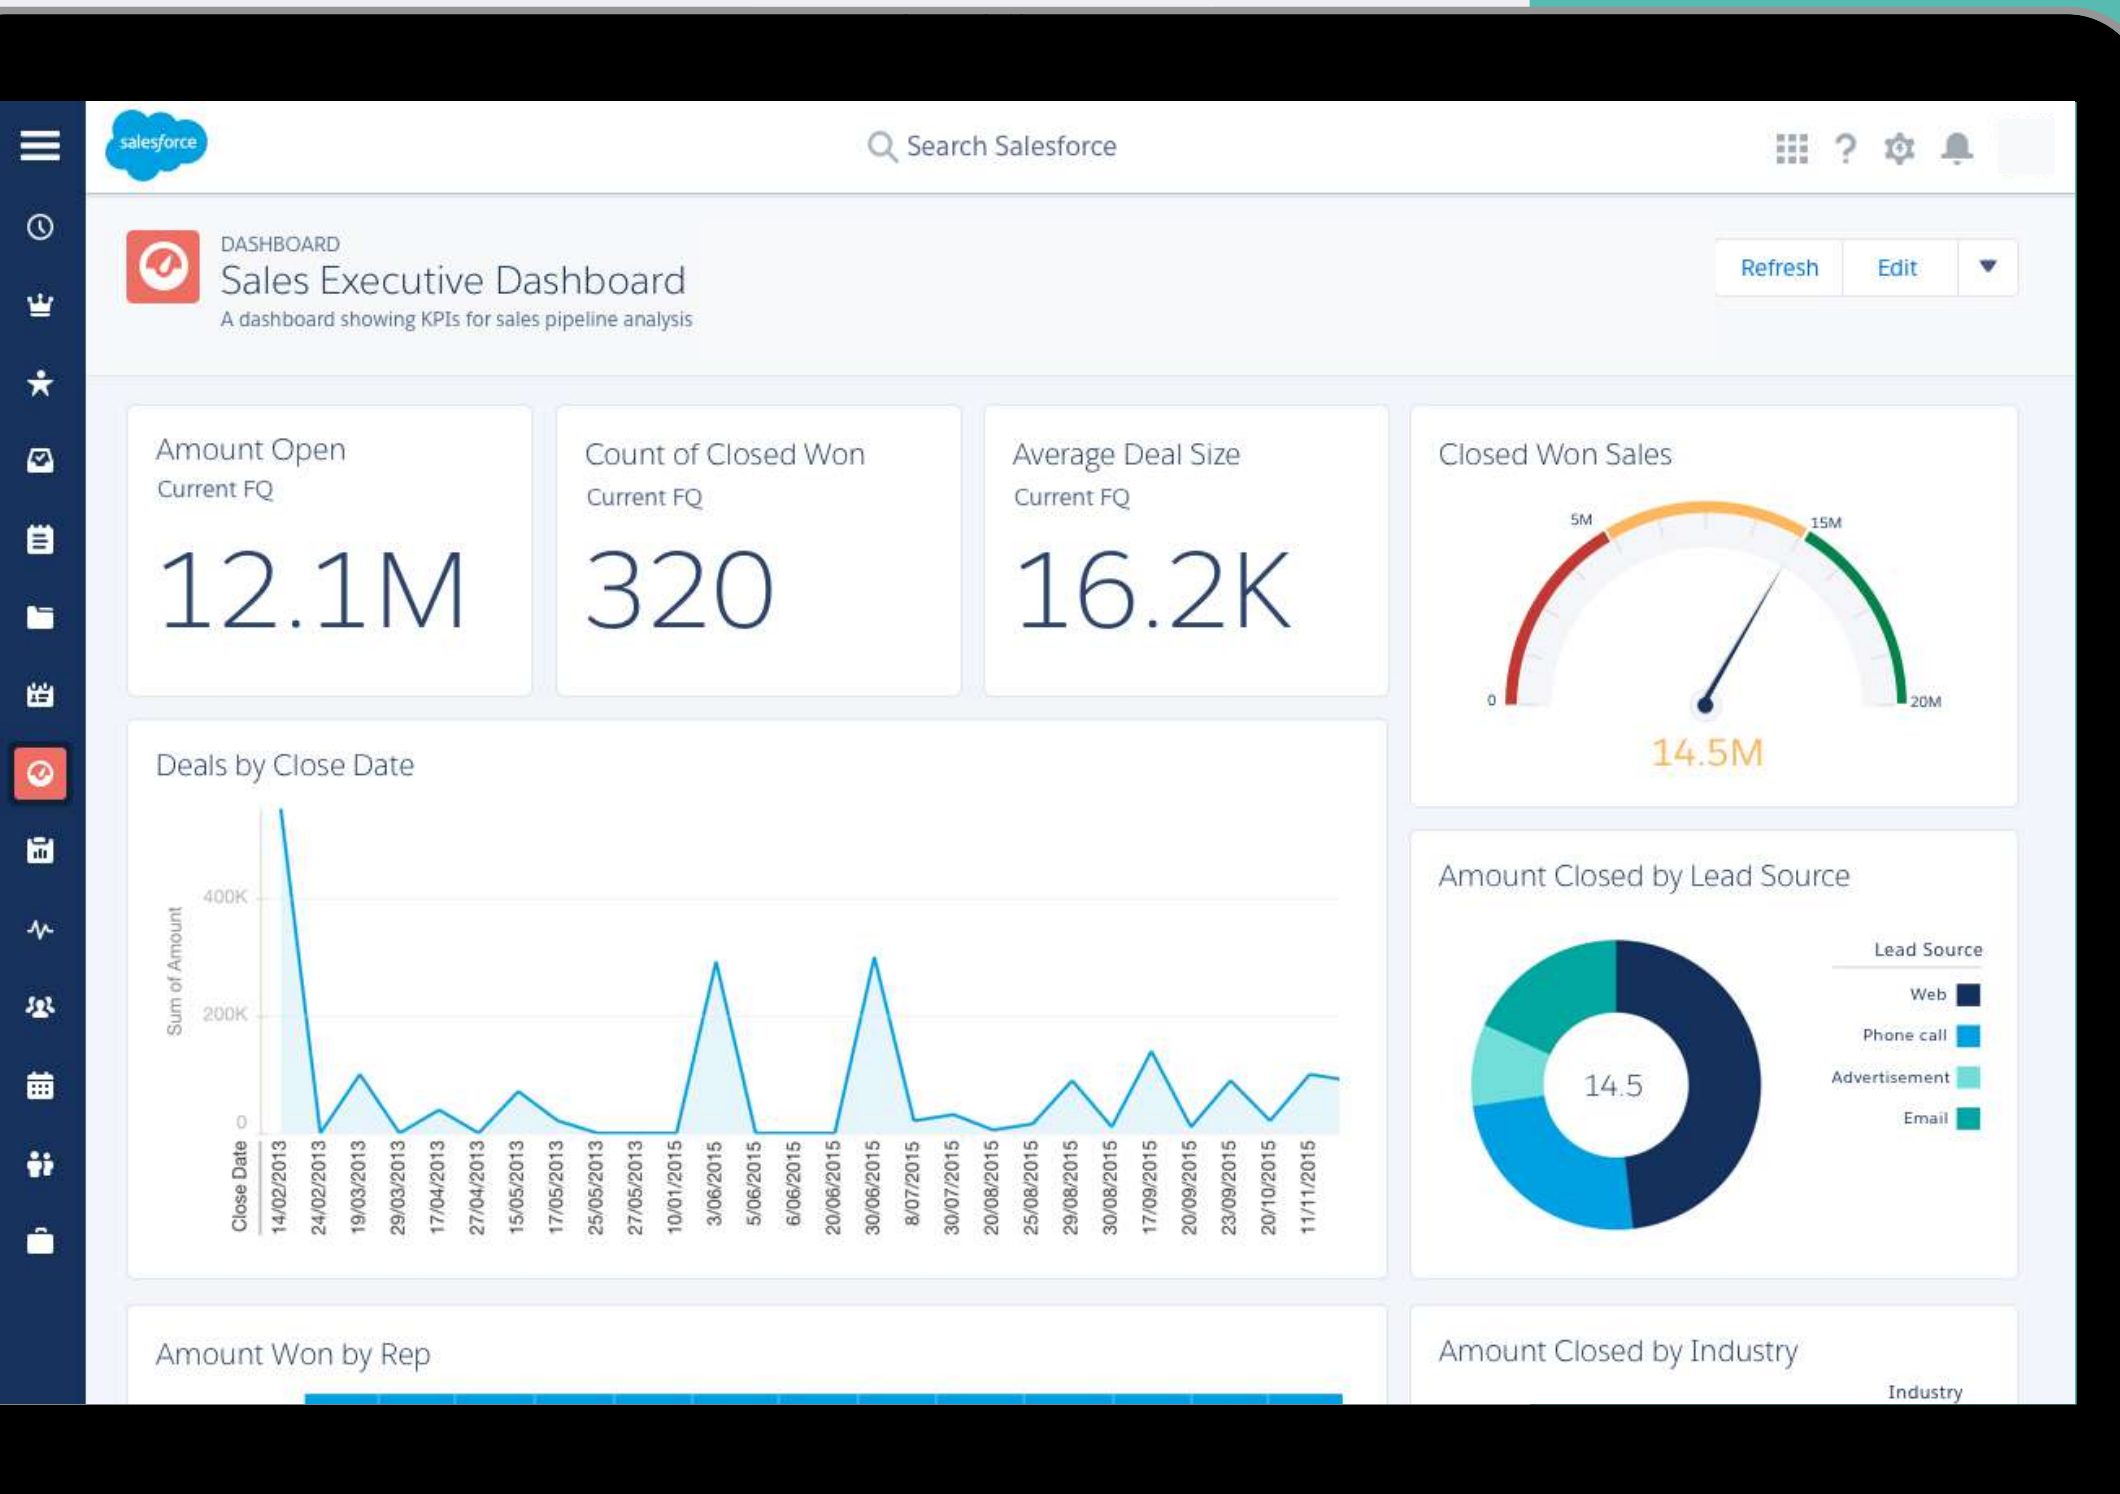 salesforce
Search Salesforce
?
DASHBOARD
Sales Executive Dashboard
A dashboard showing KPIs for sales pipeline analysis
Refresh
Edit
Amount Open
Current FQ
12.1M
Count of Closed Won
Current FQ
320
Average Deal Size
Current FQ
16.2K
Closed Won Sales
5M
15M
0
20M
14.5M
Deals by Close Date
Sum of Amount
400K
200K
0
Close Date
14/02/2013
24/02/2013
19/03/2013
29/03/2013
17/04/2013
27/04/2013
15/05/2013
17/05/2013
25/05/2013
27/05/2013
10/01/2015
3/06/2015
5/06/2015
6/06/2015
20/06/2015
30/06/2015
8/07/2015
30/07/2015
20/08/2015
25/08/2015
29/08/2015
30/08/2015
17/09/2015
20/09/2015
23/09/2015
20/10/2015
11/11/2015
Amount Closed by Lead Source
14.5
Lead Source
Web
Phone call
Advertisement
Email
Amount Won by Rep
Amount Closed by Industry
Industry